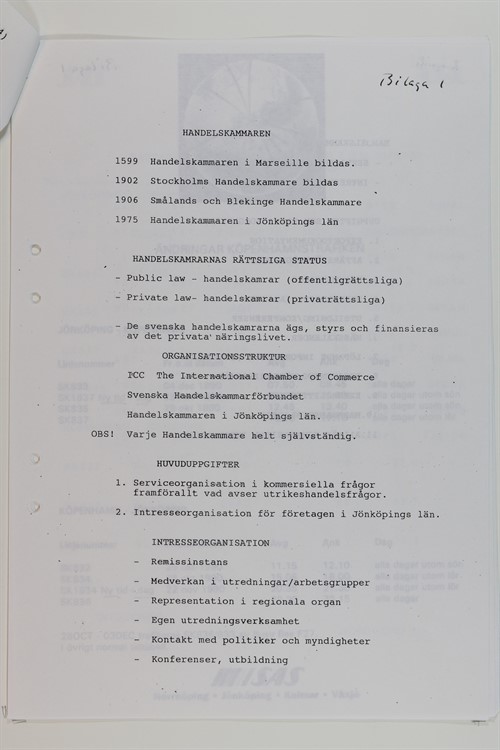 Bilaga 1
HANDELSKAMMAREN
1599 Handelskammaren i Marseille bildas.
1902 Stockholms Handelskammare bildas
1906 Smålands och Blekinge Handelskammare
1975 Handelskammaren i Jönköpings län
HANDELSKAMRARNAS RÄTTSLIGA STATUS
- Public law - handelskamrar (offentligrättsliga)
- Private law- handelskamrar (privaträttsliga)
- De svenska handelskamrarna ägs, styrs och finansieras
av det privata näringslivet.
ORGANISATIONSSTRUKTUR
ICC The International Chamber of Commerce
Svenska Handelskammarförbundet
Handelskammaren i Jönköpings län.
OBS! Varje Handelskammare helt självständig.
HUVUDUPPGIFTER
1. Serviceorganisation i kommersiella frågor
framförallt vad avser utrikeshandelsfrågor.
2. Intresseorganisation för företagen i Jönköpings län.
INTRESSEORGANISATION
- Remissinstans
- Medverkan i utredningar/arbetsgrupper
- Representation i regionala organ
- Egen utredningsverksamhet
- Kontakt med politiker och myndigheter
- Konferenser, utbildning